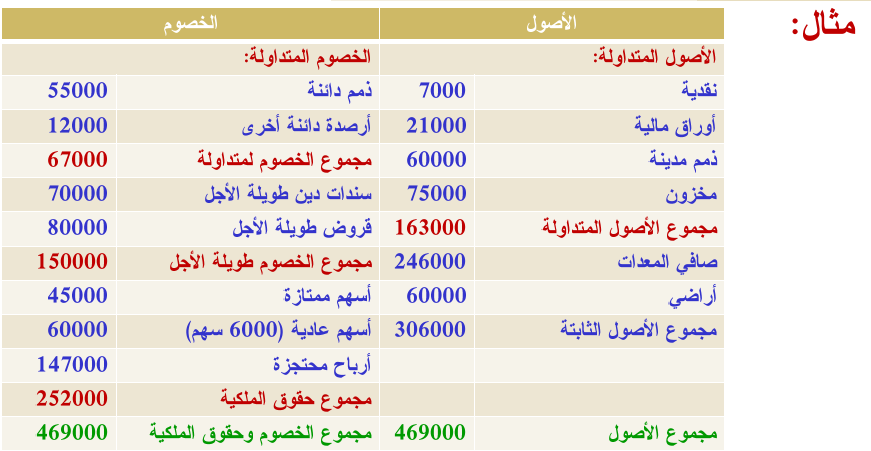 مثال:
الأصول الخصوم
الأصول المتداولة: الخصوم المتداولة:
نقدية 7000 ذمم دائنة 55000
أوراق مالية 21000 أرصدة دائنة أخرى 12000
ذمم مدينة 60000 مجموع الخصوم لمتداولة 67000
مخزون 75000 سندات دين طويلة الأجل 70000
مجموع الأصول المتداولة 163000 قروض طويلة الأجل 80000
صافي المعدات 246000 مجموع الخصوم طويلة الأجل 150000
أراضي 60000 أسهم ممتازة 45000
مجموع الأصول الثابتة 306000 أسهم عادية (6000 سهم) 60000
أرباح محتجزة 147000
مجموع حقوق الملكية 252000
مجموع الأصول 469000 مجموع الخصوم وحقوق الملكية 469000